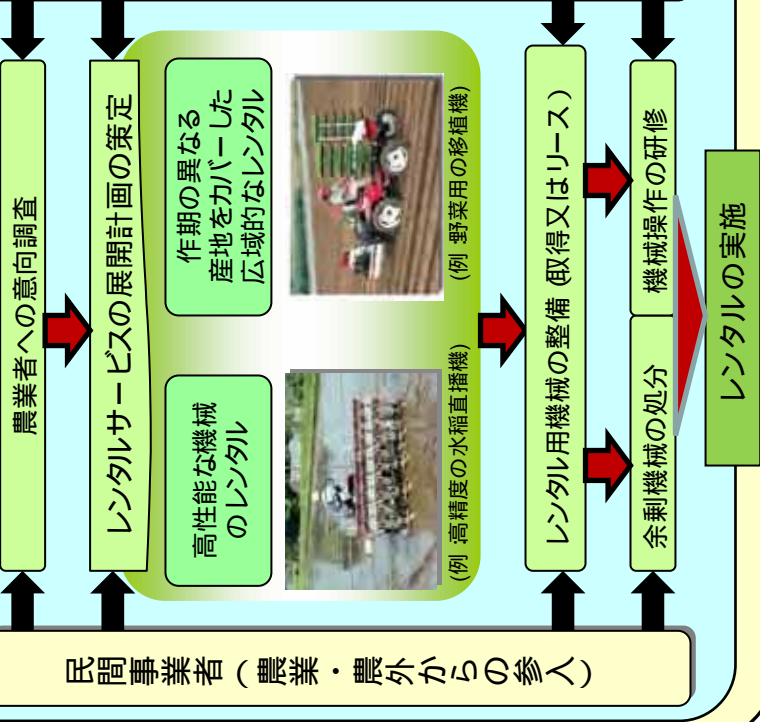 農業者への意向調査
レンタルサービスの展開計画の策定
高性能な機械
のレンタル
作期の異なる
産地をカバーした
広域的なレンタル
(例 :高精度の水稲直播機)
(例 :野菜用の移植機)
レンタル用機械の整備 (取得又はリース)
余剰機械の処分
機械操作の研修
レンタルの実施
民間事業者(農業・農外からの参入)